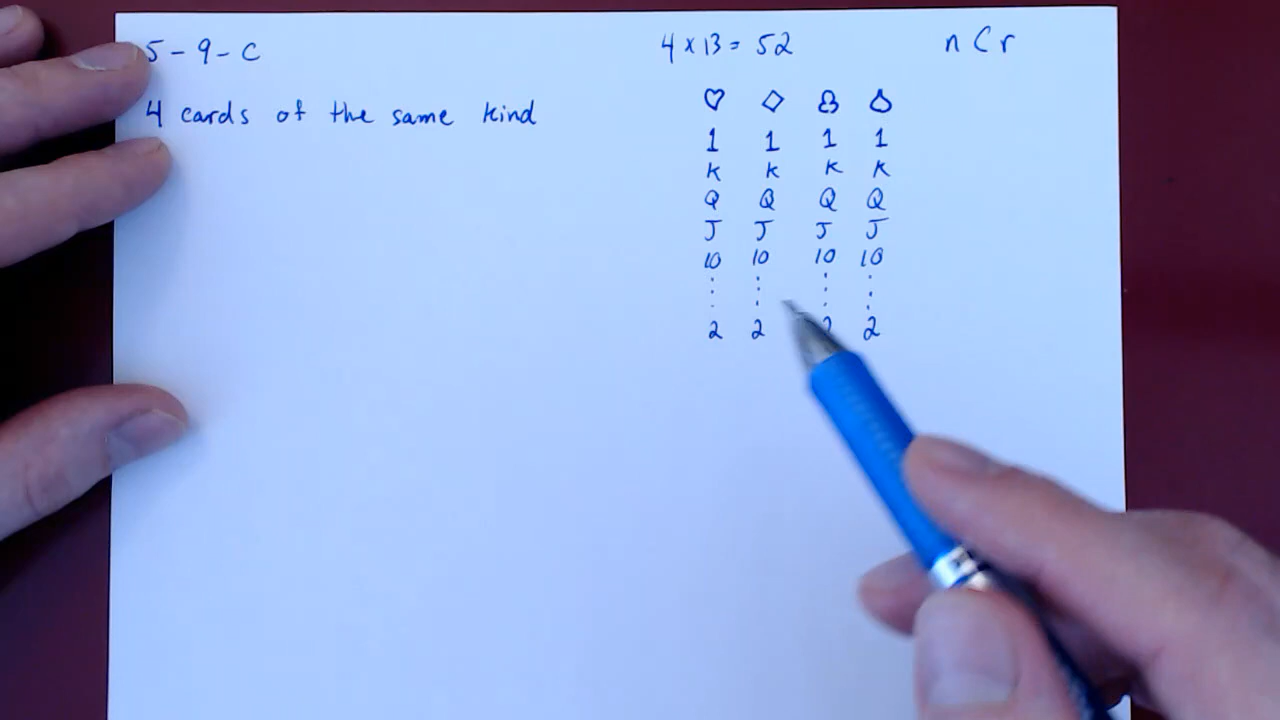 5-9-C
4 × 13 = 52
n C r
4 cards of the same kind
♡ ◇ ♧ ♤
1 1 1 1
K K K K
Q Q Q Q
J J J J
10 10 10 10
⋮ ⋮ ⋮ ⋮
2 2 2 2